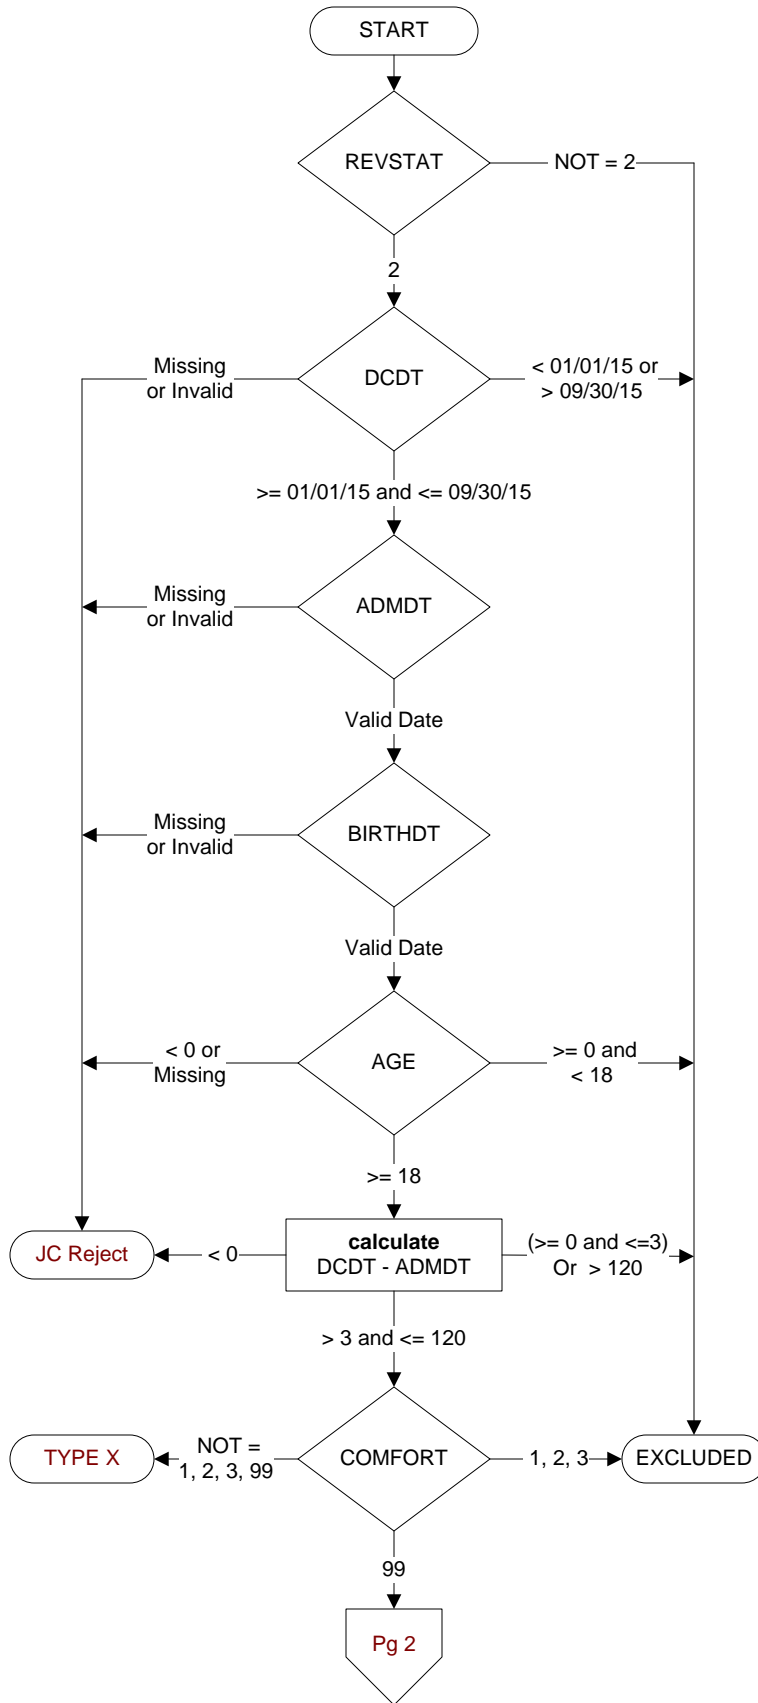 START
REVSTAT
NOT = 2
2
Missing
or Invalid
DCDT
< 01/01/15 or
> 09/30/15
>= 01/01/15 and <= 09/30/15
Missing
or Invalid
ADMDT
Valid Date
Missing
or Invalid
BIRTHDT
Valid Date
< 0 or
Missing
AGE
>= 0 and
< 18
>= 18
JC Reject
< 0
calculate
DCDT - ADMDT
(>= 0 and <=3)
Or > 120
> 3 and <= 120
TYPE X
NOT =
1, 2, 3, 99
COMFORT
1, 2, 3
EXCLUDED
99
Pg 2